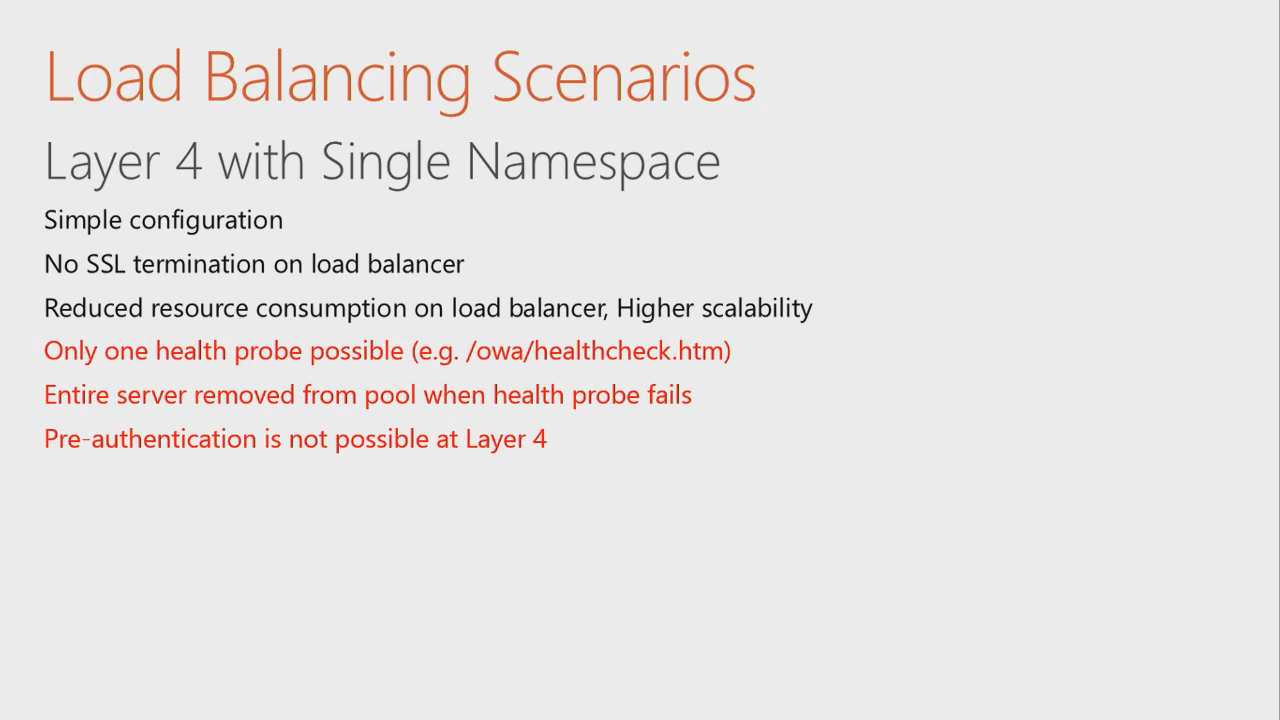 Load Balancing Scenarios
Layer 4 with Single Namespace
Simple configuration
No SSL termination on load balancer
Reduced resource consumption on load balancer, Higher scalability
Only one health probe possible (e.g. /owa/healthcheck.htm)
Entire server removed from pool when health probe fails
Pre-authentication is not possible at Layer 4